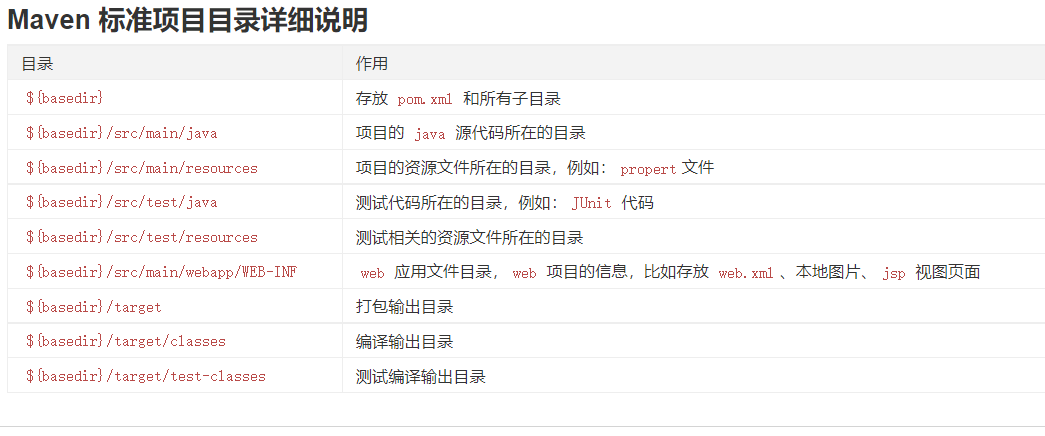 Maven 标准项目目录详细说明
目录 作用
${basedir} 存放 pom.xml 和所有子目录
${basedir}/src/main/java 项目的 java 源代码所在的目录
${basedir}/src/main/resources 项目的资源文件所在的目录，例如： propert 文件
${basedir}/src/test/java 测试代码所在的目录，例如： JUnit 代码
${basedir}/src/test/resources 测试相关的资源文件所在的目录
${basedir}/src/main/webapp/WEB-INF web 应用文件目录， web 项目的信息，比如存放 web.xml 、本地图片、 jsp 视图页面
${basedir}/target 打包输出目录
${basedir}/target/classes 编译输出目录
${basedir}/target/test-classes 测试编译输出目录